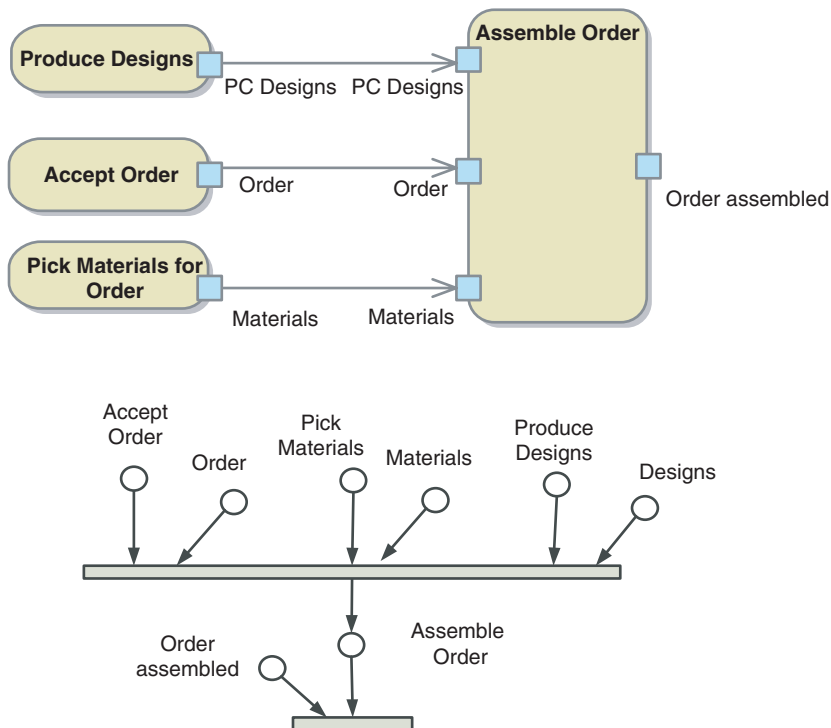 Produce Designs
PC Designs
PC Designs
Assemble Order
Accept Order
Order
Order
Order assembled
Pick Materials for
Order
Materials
Materials
Accept
Order
Order
Pick
Materials
Materials
Produce
Designs
Designs
Order
assembled
Assemble
Order